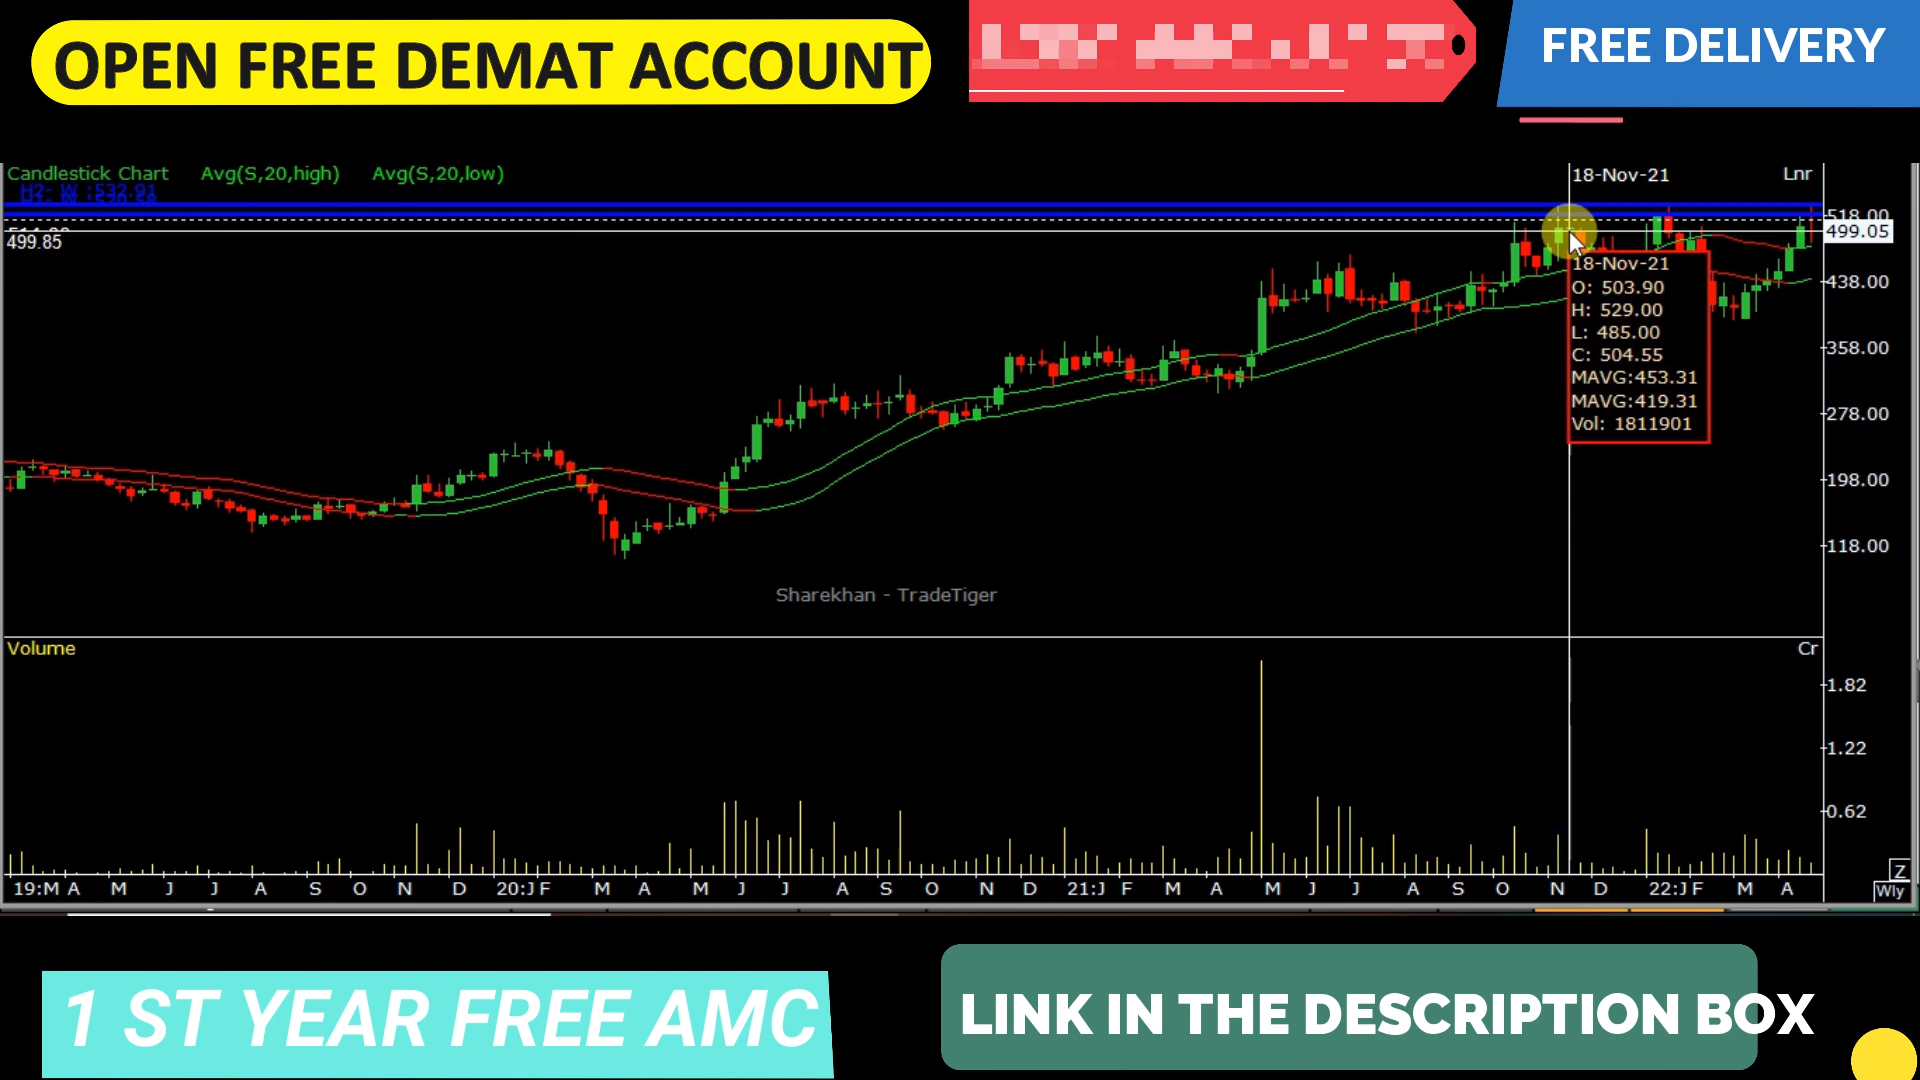 OPEN FREE DEMAT ACCOUNT
FREE DELIVERY
Candlestick Chart Avg(S,20,high) Avg(S,20,low)
18-Nov-21
Lnr
H2- W :532.91
518.00
499.85
499.05
438.00
358.00
278.00
198.00
118.00
18-Nov-21
O: 503.90
H: 529.00
L: 485.00
C: 504.55
MAVG:453.31
MAVG:419.31
Vol: 1811901
Sharekhan - TradeTiger
Volume
Cr
1.82
1.22
0.62
Z
19:M A M J J A S O N D 20:J F M A M J J A S O N D 21:J F M A M J J A S O N D 22:J F M A
Wly
1 ST YEAR FREE AMC
LINK IN THE DESCRIPTION BOX